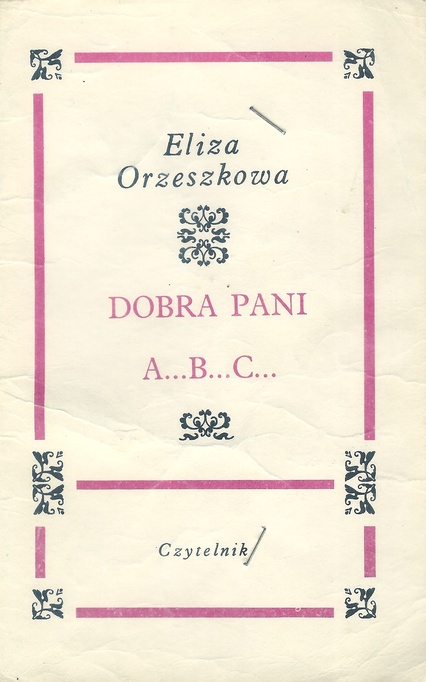 Eliza
Orzeszkowa
DOBRA PANI
A...B...C...
Czytelnik